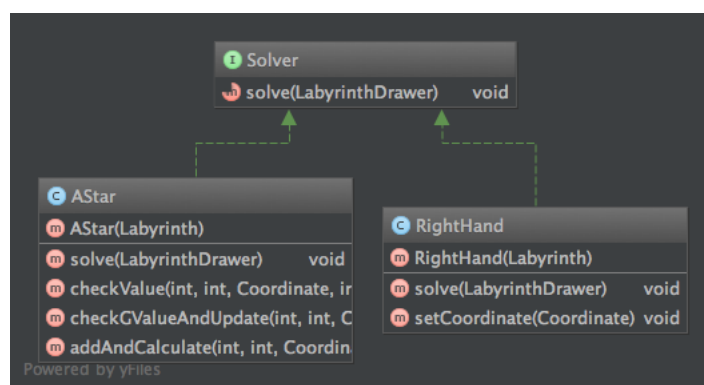 Solver
solve(LabyrinthDrawer) void
AStar
AStar(Labyrinth)
solve(LabyrinthDrawer) void
checkValue(int, int, Coordinate, ir
checkGValueAndUpdate(int, int, C
addAndCalculate(int, int, Coordin
RightHand
RightHand(Labyrinth)
solve(LabyrinthDrawer) void
setCoordinate(Coordinate) void
Powered by yFiles